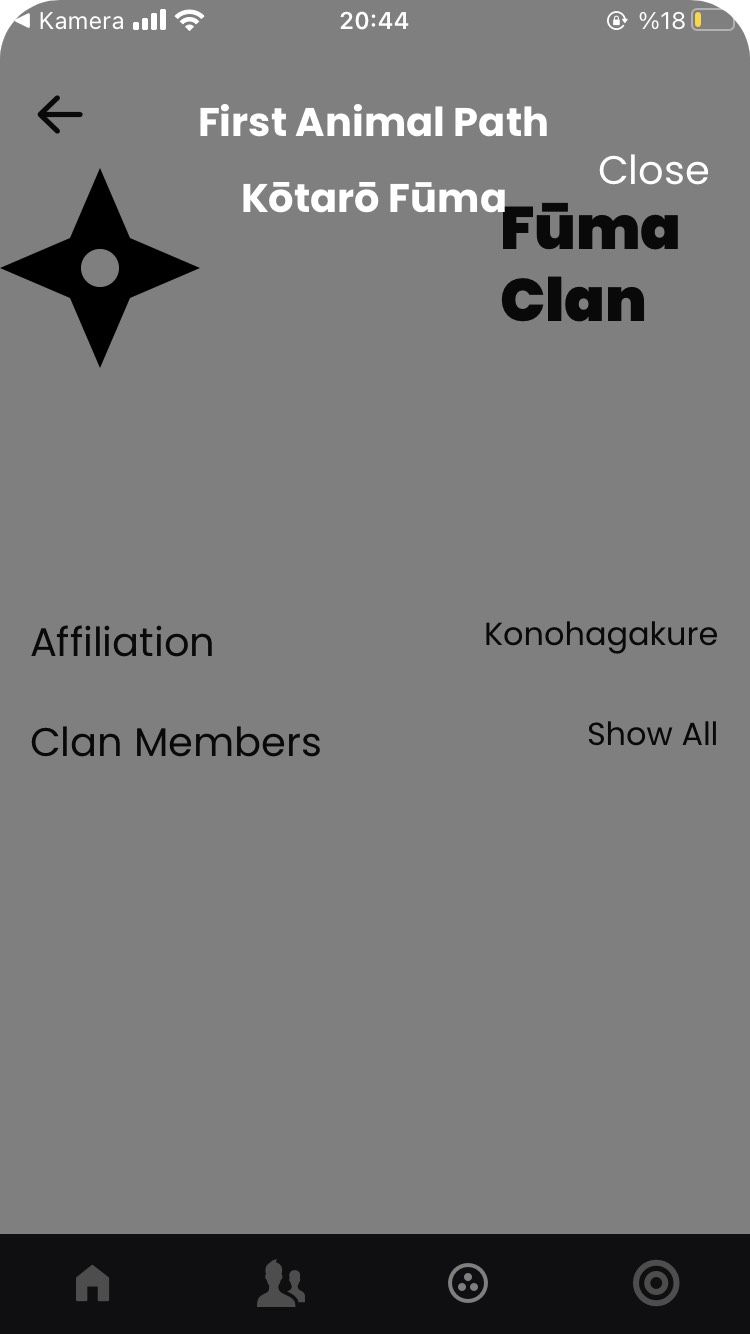 Kamera 20:44 %18
First Animal Path
Close
Kōtarō Fūma
Fūma
Clan
Affiliation Konohagakure
Clan Members Show All